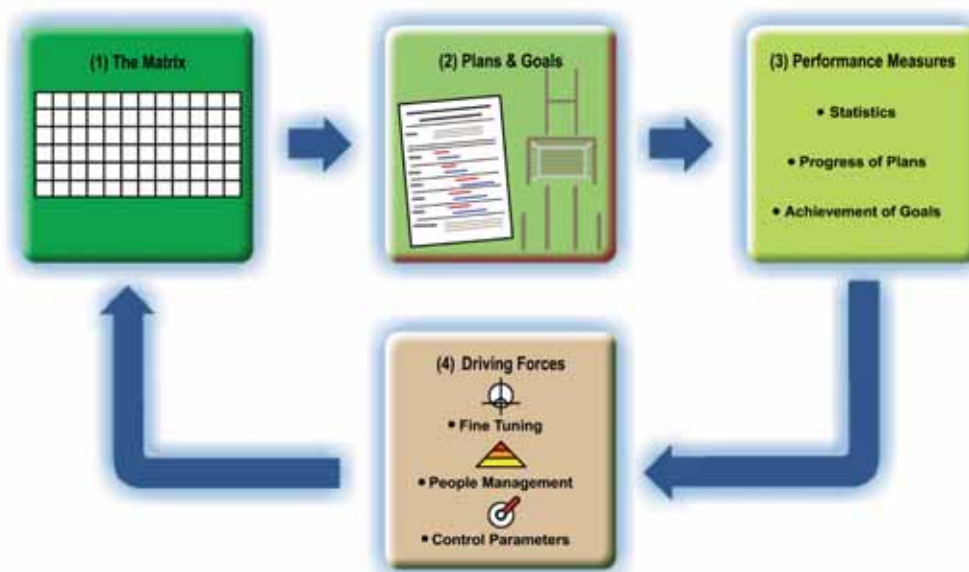 (1) The Matrix
(2) Plans & Goals
(3) Performance Measures
• Statistics
• Progress of Plans
• Achievement of Goals
(4) Driving Forces
• Fine Tuning
• People Management
• Control Parameters